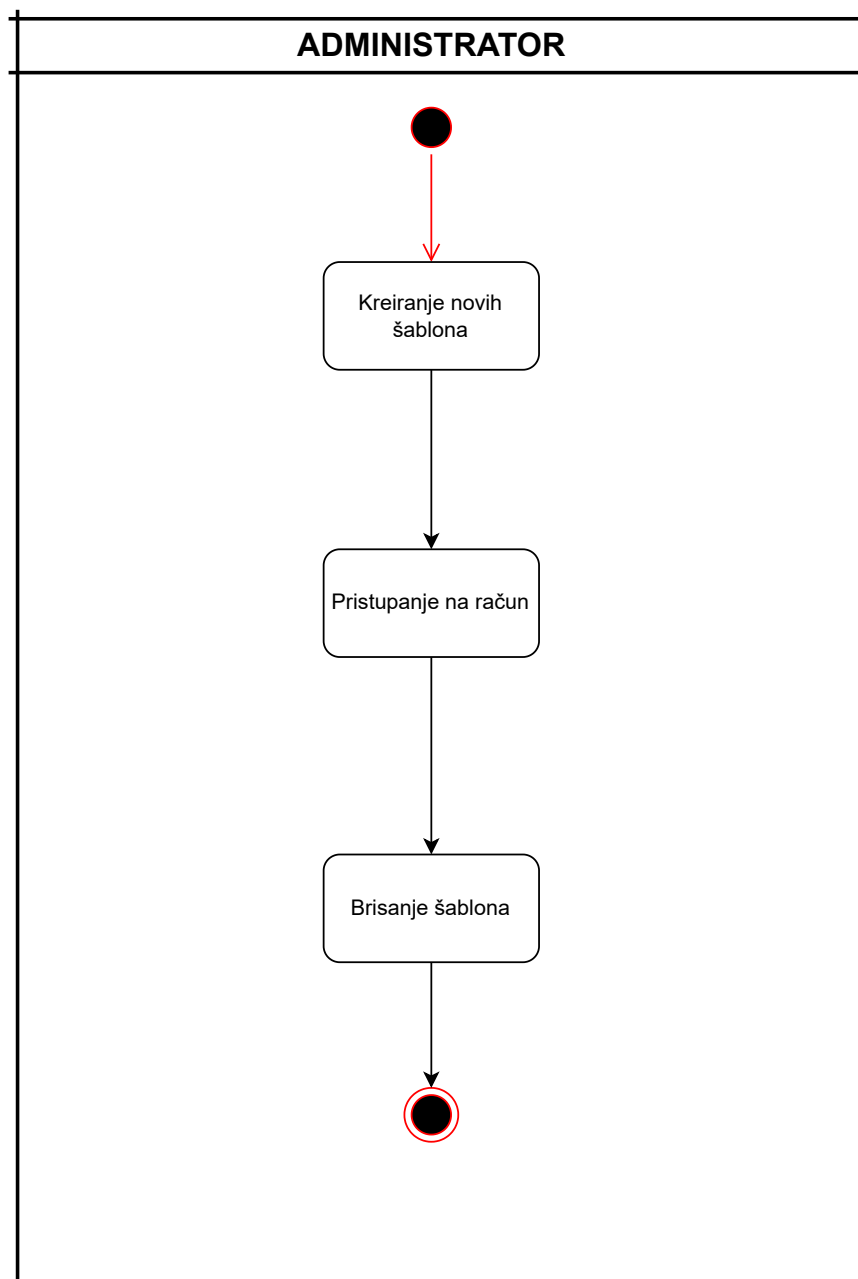 ADMINISTRATOR
Kreiranje novih
šablona
Pristupanje na račun
Brisanje šablona